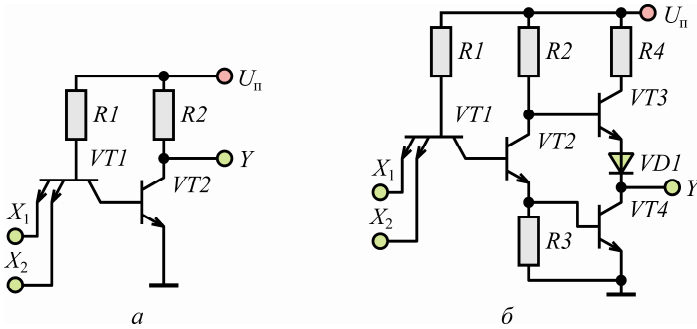 Uп
R1
R2
VT1
Y
VT2
X1
X2
а
Uп
R1
R2
R4
VT3
VT1
VT2
VD1
X1
Y
VT4
X2
R3
б